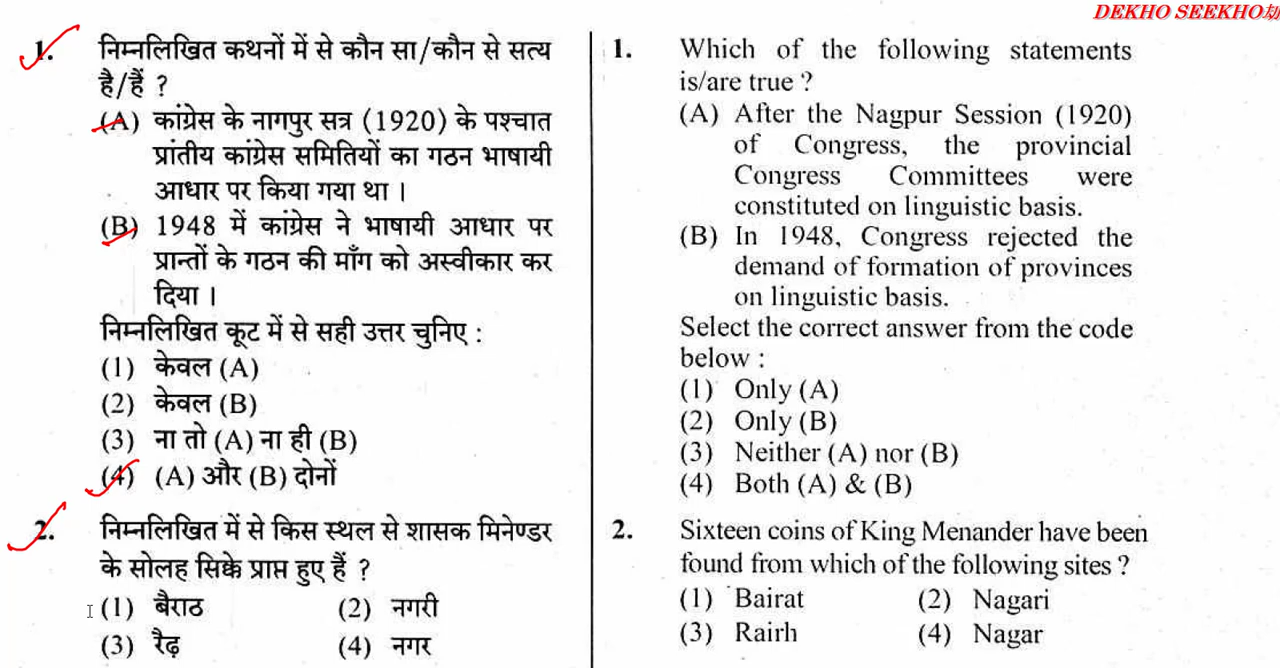 DEKHO SEEKHO
1. निम्नलिखित कथनों में से कौन सा/कौन से सत्य
है/हैं ?
(A) कांग्रेस के नागपुर सत्र (1920) के पश्चात
प्रांतीय कांग्रेस समितियों का गठन भाषायी
आधार पर किया गया था ।
(B) 1948 में कांग्रेस ने भाषायी आधार पर
प्रान्तों के गठन की माँग को अस्वीकार कर
दिया ।
निम्नलिखित कूट में से सही उत्तर चुनिए :
(1) केवल (A)
(2) केवल (B)
(3) ना तो (A) ना ही (B)
(4) (A) और (B) दोनों
2. निम्नलिखित में से किस स्थल से शासक मिनेण्डर
के सोलह सिक्के प्राप्त हुए हैं ?
(1) बैराठ (2) नगरी
(3) रैढ़ (4) नगर
1. Which of the following statements
is/are true ?
(A) After the Nagpur Session (1920)
of Congress, the provincial
Congress Committees were
constituted on linguistic basis.
(B) In 1948, Congress rejected the
demand of formation of provinces
on linguistic basis.
Select the correct answer from the code
below :
(1) Only (A)
(2) Only (B)
(3) Neither (A) nor (B)
(4) Both (A) & (B)
2. Sixteen coins of King Menander have been
found from which of the following sites ?
(1) Bairat (2) Nagari
(3) Rairh (4) Nagar